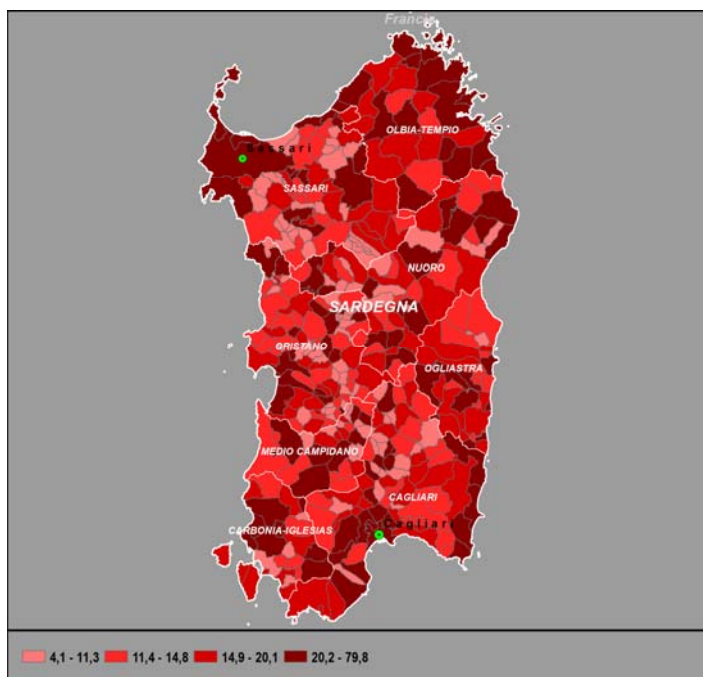 Francia
OLBIA-TEMPIO
Sassari
SASSARI
NUORO
SARDEGNA
ORISTANO
OGLIASTRA
MEDIO CAMPIDANO
CAGLIARI
Cagliari
CARBONIA-IGLESIAS
4,1 - 11,3 11,4 - 14,8 14,9 - 20,1 20,2 - 79,8